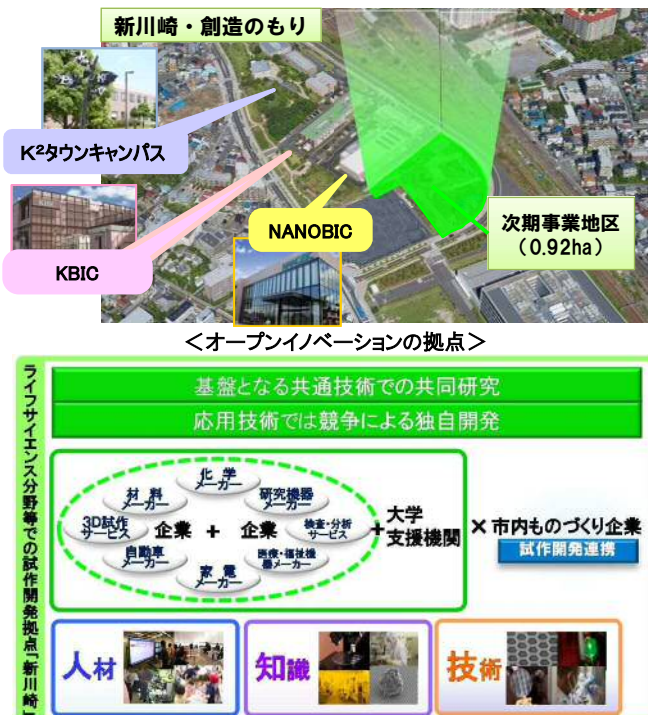 新川崎・創造のもり
K²タウンキャンパス
KBIC
NANOBIC
次期事業地区
（0.92ha）
＜オープンイノベーションの拠点＞
ライフサイエンス分野等での試作開発拠点「新川崎」
基盤となる共通技術での共同研究
応用技術では競争による独自開発
化 学
メーカー
材 料
メーカー
研究機器
メーカー
3D試作
サービス
企業 + 企業
検査・分析
サービス
自動車
メーカー
家 電
メーカー
医療・福祉機
器メーカー
+
大学
支援機関
×市内ものづくり企業
試作開発連携
人材
知識
技術